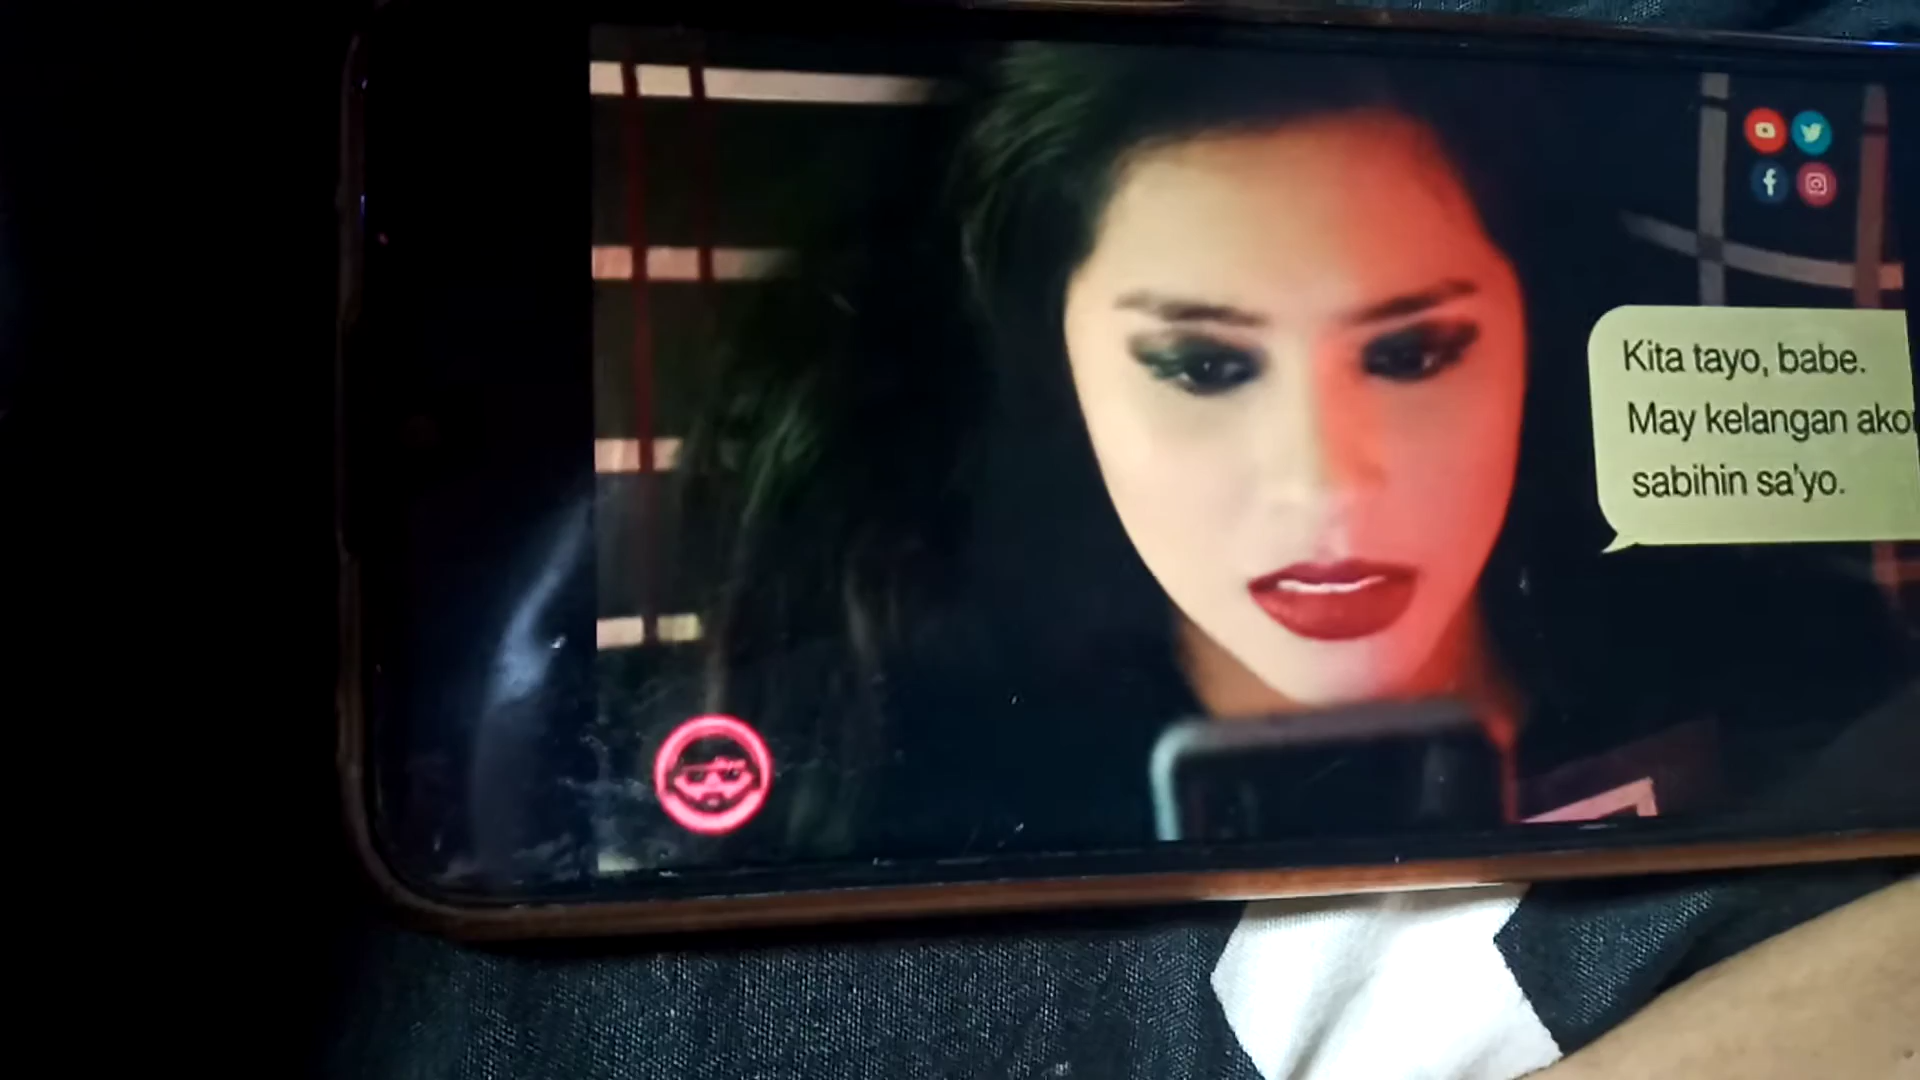 Kita tayo, babe.
May kelangan ako
sabihin sa'yo.